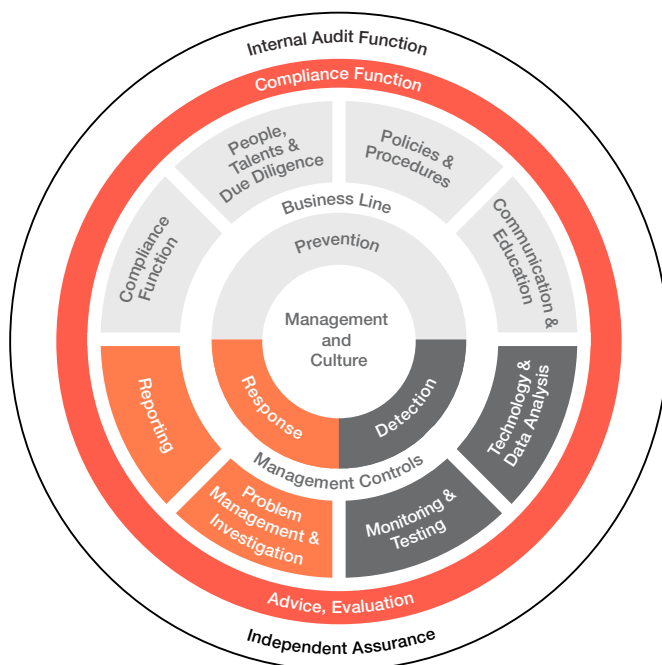 Internal Audit Function
Compliance Function
People,
Talents &
Due Diligence
Policies &
Procedures
Business Line
Compliance
Function
Prevention
Communication &
Education
Management
and
Culture
Reporting
Response
Detection
Technology &
Data Analysis
Management Controls
Problem
Management &
Investigation
Monitoring &
Testing
Advice, Evaluation
Independent Assurance